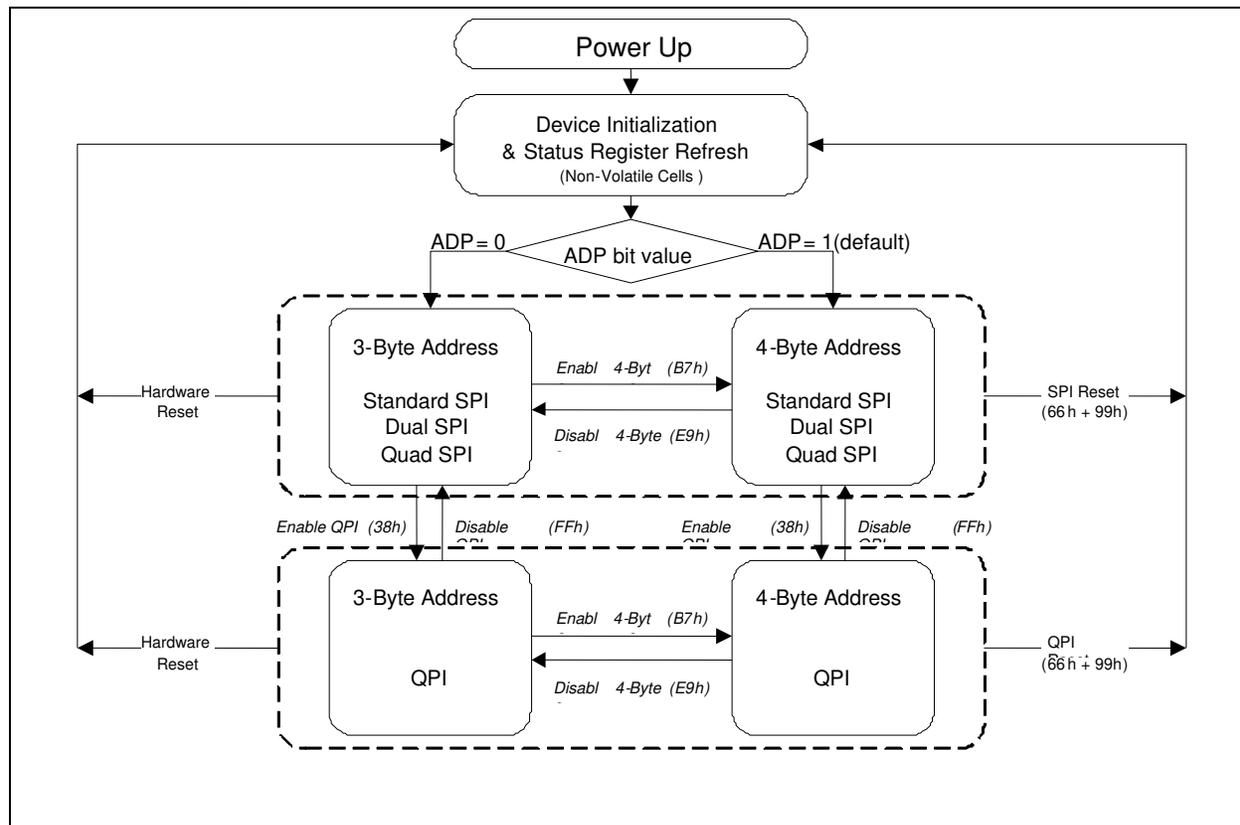 Power Up
Device Initialization
& Status Register Refresh
(Non-Volatile Cells )
ADP = 0
ADP bit value
ADP = 1(default)
3-Byte Address
Standard SPI
Dual SPI
Quad SPI
Enabl 4-Byt (B7h)
Disabl 4-Byte (E9h)
4-Byte Address
Standard SPI
Dual SPI
Quad SPI
Hardware
Reset
SPI Reset
(66h + 99h)
Enable QPI (38h)
Disable (FFh)
Enable (38h)
Disable (FFh)
3-Byte Address
QPI
Enabl 4-Byt (B7h)
Disabl 4-Byte (E9h)
4-Byte Address
QPI
Hardware
Reset
QPI
(66h + 99h)